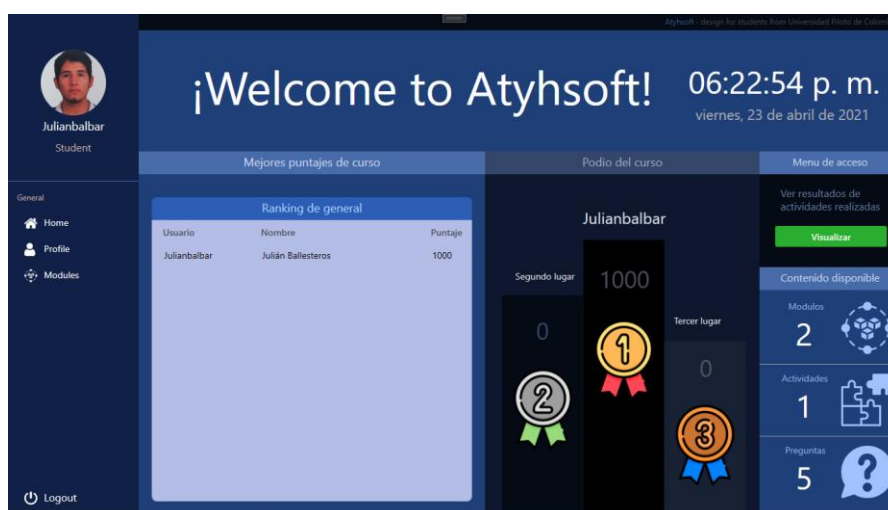 Atyhsoft - design for students from Universidad Piloto de Colom
Julianbalbar
Student
General
Home
Profile
Modules
Logout
¡Welcome to Atyhsoft!
06:22:54 p. m.
viernes, 23 de abril de 2021
Mejores puntajes de curso
Ranking de general
Usuario Nombre Puntaje
Julianbalbar Julián Ballesteros 1000
Podio del curso
Julianbalbar
1000
1
Segundo lugar
0
2
Tercer lugar
0
3
Menu de acceso
Ver resultados de
actividades realizadas
Visualizar
Contenido disponible
Modulos
2
Actividades
1
Preguntas
5
?